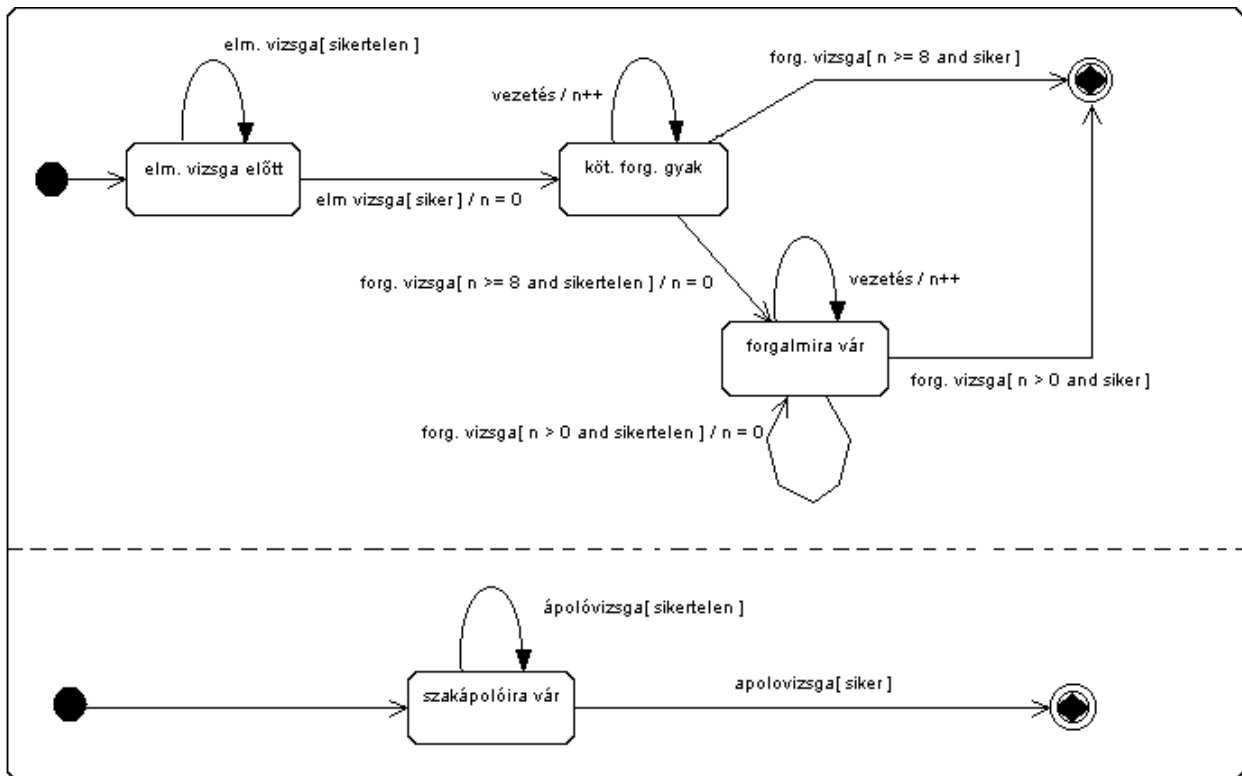 elm. vizsga[ sikertelen ]
forg. vizsga[ n >= 8 and siker ]
vezetés / n++
elm. vizsga előtt
köt. forg. gyak
elm vizsga[ siker ] / n = 0
forg. vizsga[ n >= 8 and sikertelen ] / n = 0
vezetés / n++
forgalmira vár
forg. vizsga[ n > 0 and siker ]
forg. vizsga[ n > 0 and sikertelen ] / n = 0
ápolóvizsga[ sikertelen ]
szakápolóira vár
apolovizsga[ siker ]